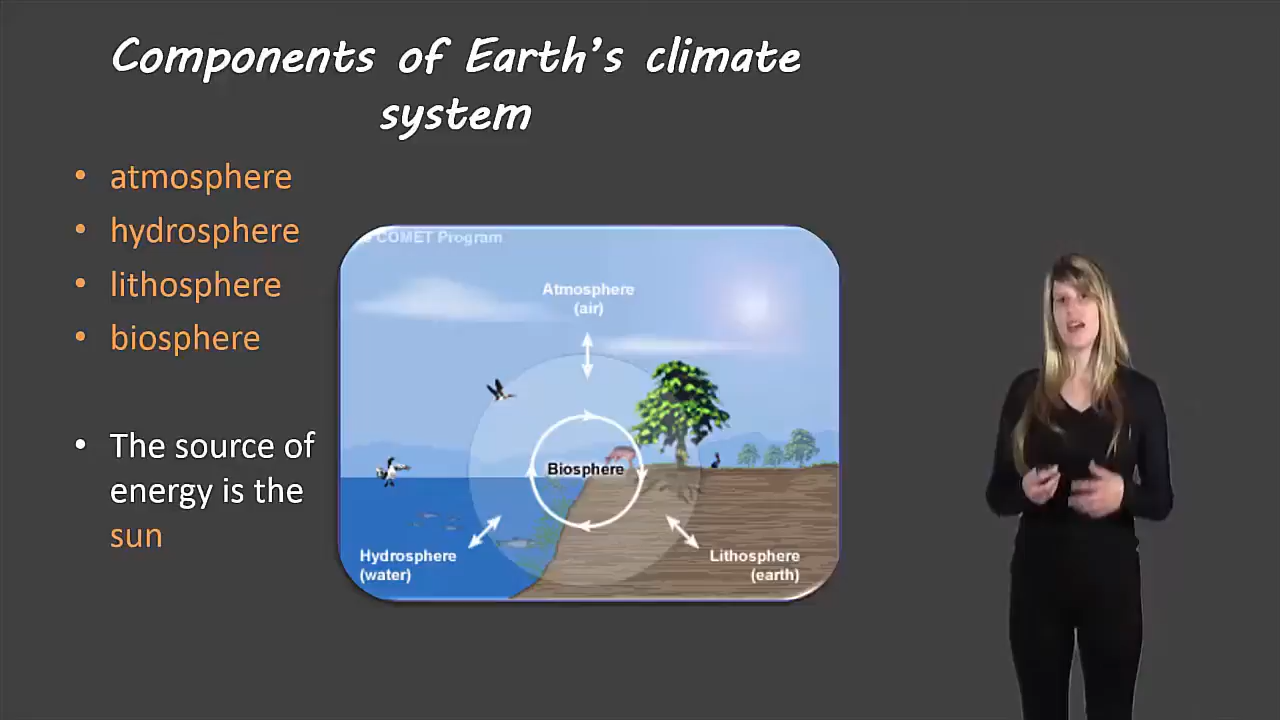 Components of Earth's climate
system
• atmosphere
• hydrosphere
• lithosphere
• biosphere
• The source of
energy is the
sun
COMET Program
Atmosphere
(air)
Biosphere
Hydrosphere
(water)
Lithosphere
(earth)